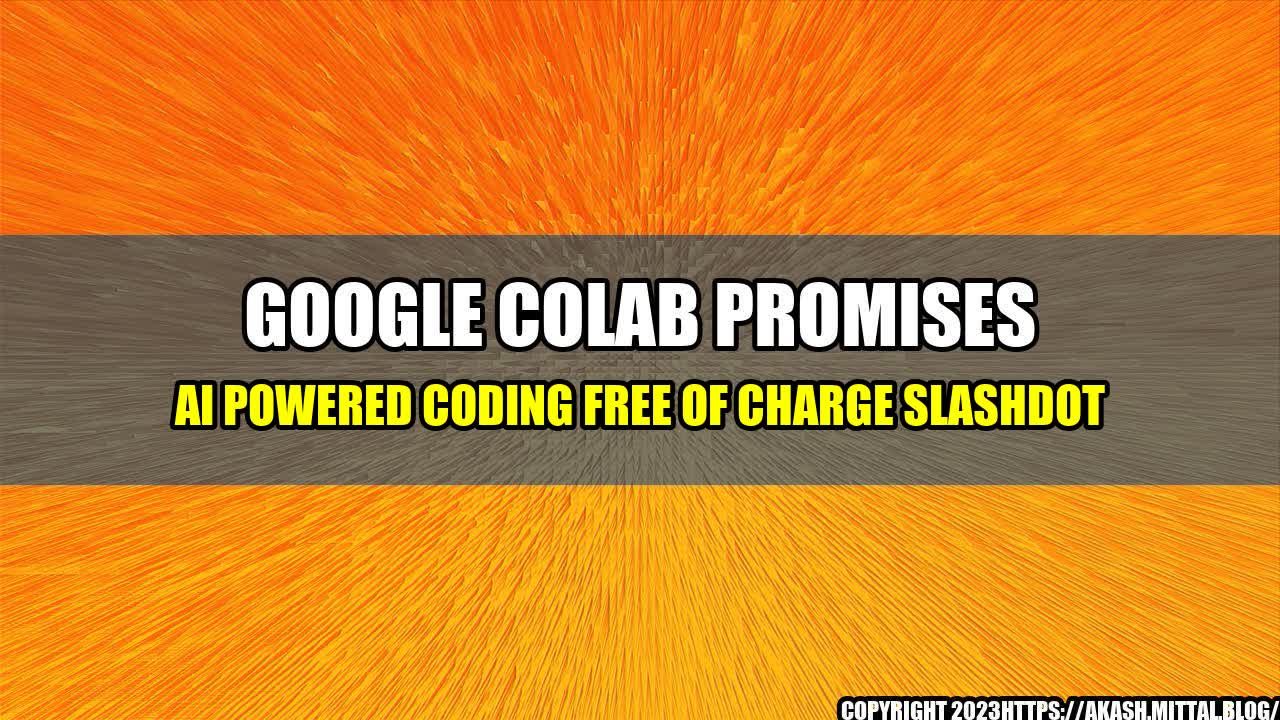 GOOGLE COLAB PROMISES
AI POWERED CODING FREE OF CHARGE SLASHDOT
COPYRIGHT 2023HTTPS://AKASH.MITTAL.BLOG/